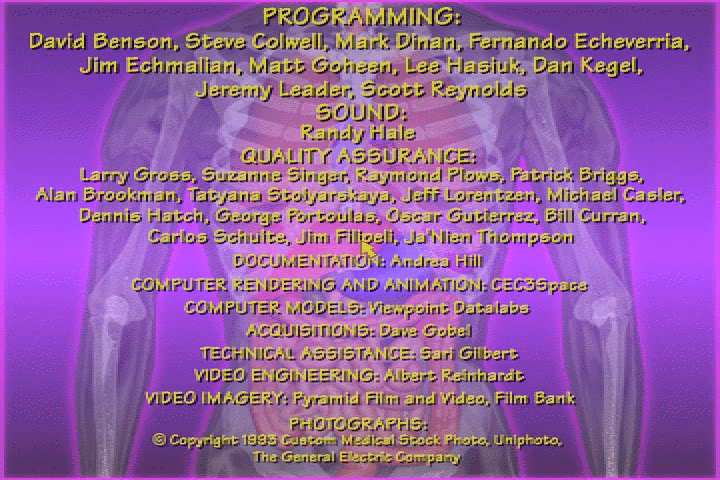 PROGRAMMING:
David Benson, Steve Colwell, Mark Dinan, Fernando Echeverria,
Jim Echmalian, Matt Goheen, Lee Hasiuk, Dan Kegel,
Jeremy Leader, Scott Reynolds
SOUND:
Randy Hale
QUALITY ASSURANCE:
Larry Gross, Suzanne Singer, Raymond Plows, Patrick Briggs,
Alan Brookman, Tatyana Stolyarskaya, Jeff Lorentzen, Michael Casler,
Dennis Hatch, George Portoulas, Oscar Gutierrez, Bill Curran,
Carlos Schulte, Jim Filipeli, Ja'Nien Thompson
DOCUMENTATION: Andrea Hill
COMPUTER RENDERING AND ANIMATION: CEC3Space
COMPUTER MODELS: Viewpoint Datalabs
ACQUISITIONS: Dave Gobel
TECHNICAL ASSISTANCE: Sari Gilbert
VIDEO ENGINEERING: Albert Reinhardt
VIDEO IMAGERY: Pyramid Film and Video, Film Bank
PHOTOGRAPHS:
© Copyright 1993 Custom Medical Stock Photo, Uniphoto,
The General Electric Company